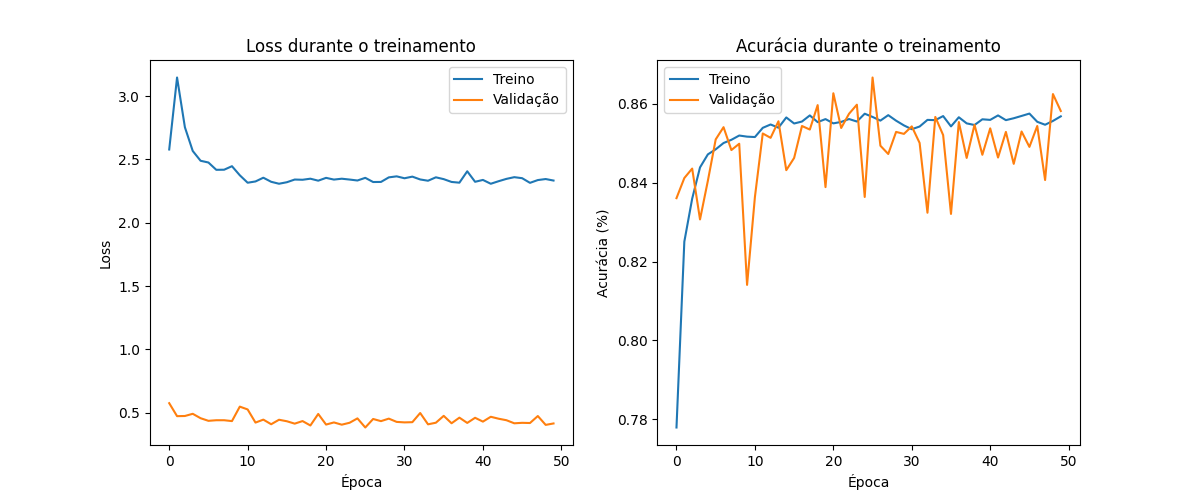 Loss durante o treinamento
Treino
Validação
3.0
2.5
2.0
1.5
1.0
0.5
Loss
0 10 20 30 40 50
Época
Acurácia durante o treinamento
Treino
Validação
0.86
0.84
0.82
0.80
0.78
Acurácia (%)
0 10 20 30 40 50
Época